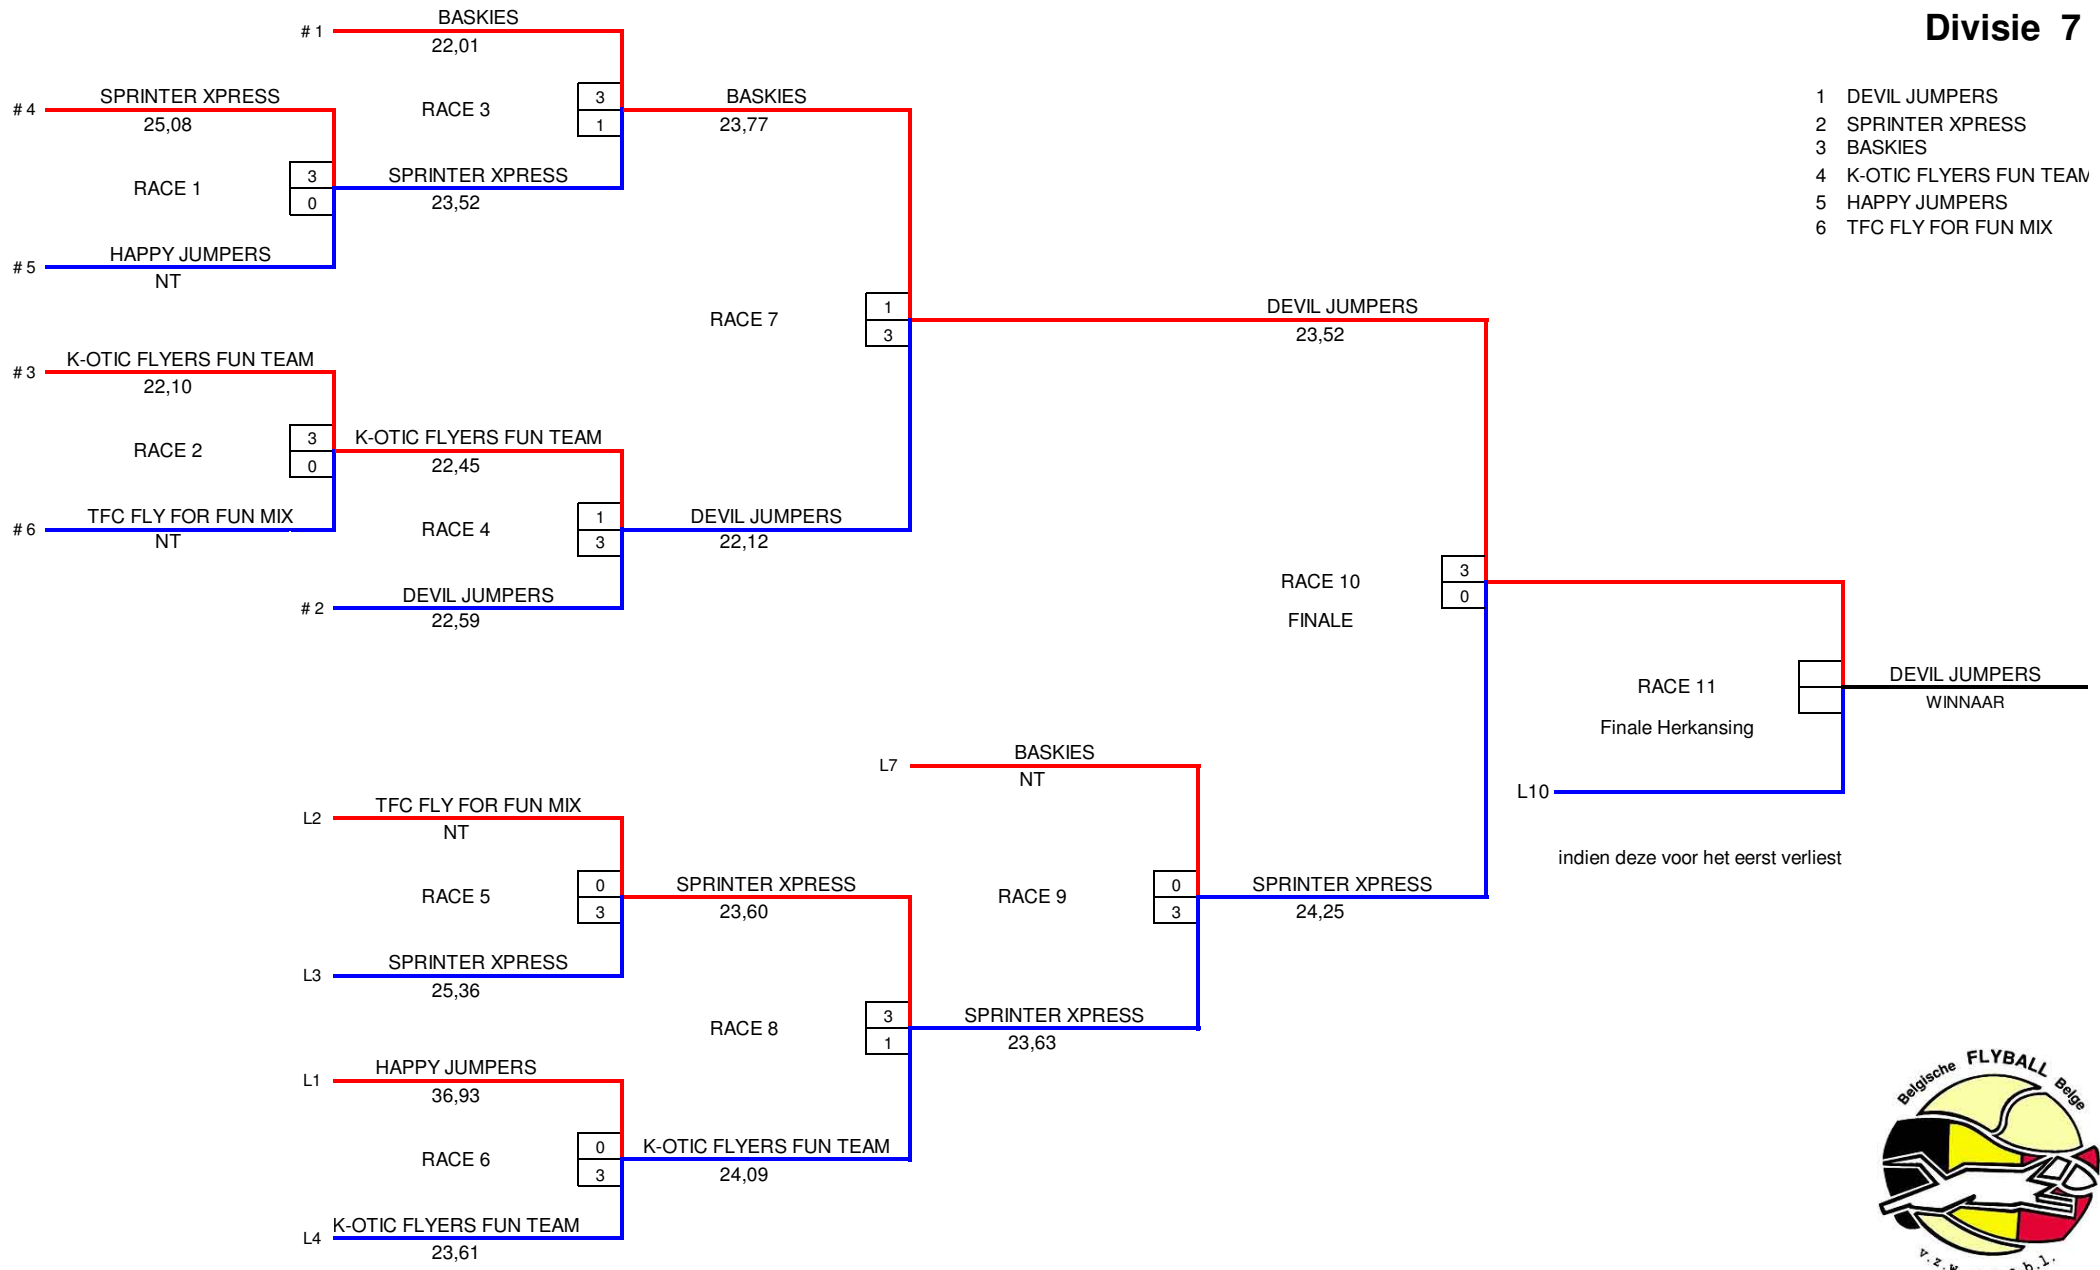 Divisie 7
1 DEVIL JUMPERS
2 SPRINTER XPRESS
3 BASKIES
4 K-OTIC FLYERS FUN TEAM
5 HAPPY JUMPERS
6 TFC FLY FOR FUN MIX
# 1
BASKIES
22,01
# 4
SPRINTER XPRESS
25,08
RACE 3
3
1
BASKIES
23,77
RACE 1
3
0
SPRINTER XPRESS
23,52
# 5
HAPPY JUMPERS
NT
RACE 7
1
3
DEVIL JUMPERS
23,52
# 3
K-OTIC FLYERS FUN TEAM
22,10
RACE 2
3
0
K-OTIC FLYERS FUN TEAM
22,45
# 6
TFC FLY FOR FUN MIX
NT
RACE 4
1
3
DEVIL JUMPERS
22,12
# 2
DEVIL JUMPERS
22,59
RACE 10
FINALE
3
0
RACE 11
Finale Herkansing
DEVIL JUMPERS
WINNAAR
L10
indien deze voor het eerst verliest
L7
BASKIES
NT
L2
TFC FLY FOR FUN MIX
NT
RACE 5
0
3
SPRINTER XPRESS
23,60
RACE 9
0
3
SPRINTER XPRESS
24,25
L3
SPRINTER XPRESS
25,36
RACE 8
3
1
SPRINTER XPRESS
23,63
L1
HAPPY JUMPERS
36,93
RACE 6
0
3
K-OTIC FLYERS FUN TEAM
24,09
L4
K-OTIC FLYERS FUN TEAM
23,61
Belgische FLYBALL Belge